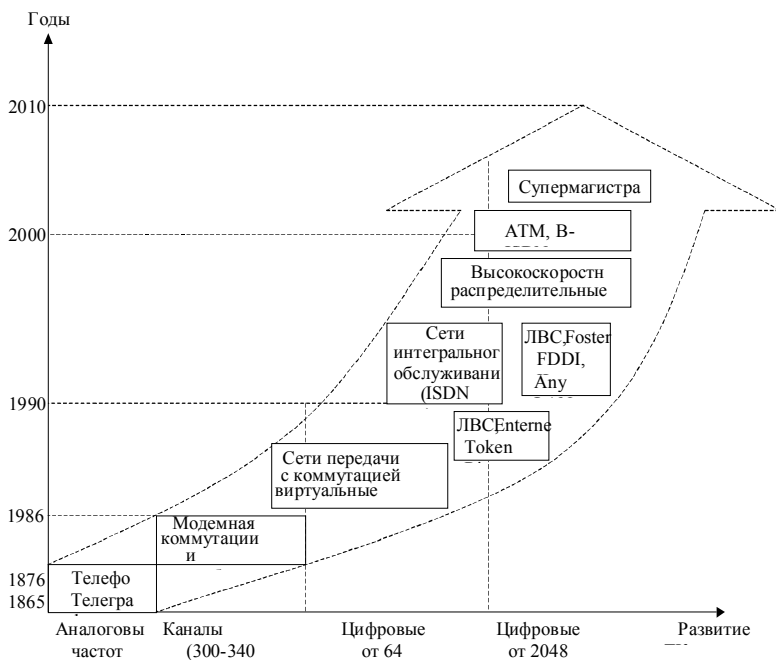 Годы
2010
Супермагистра
2000
ATM, B-
Высокоскоростн
распределительные
Сети
интегральног
обслуживани
(ISDN
ЛВС,Foster
FDDI,
Any
1990
ЛВС,Enterne
Token
Сети передачи
с коммутацией
виртуальные
1986
Модемная
коммутации
и
1876
Телефо
1865
Телегра
Аналоговы
частот
Каналы
(300-340
Цифровые
от 64
Цифровые
от 2048
Развитие